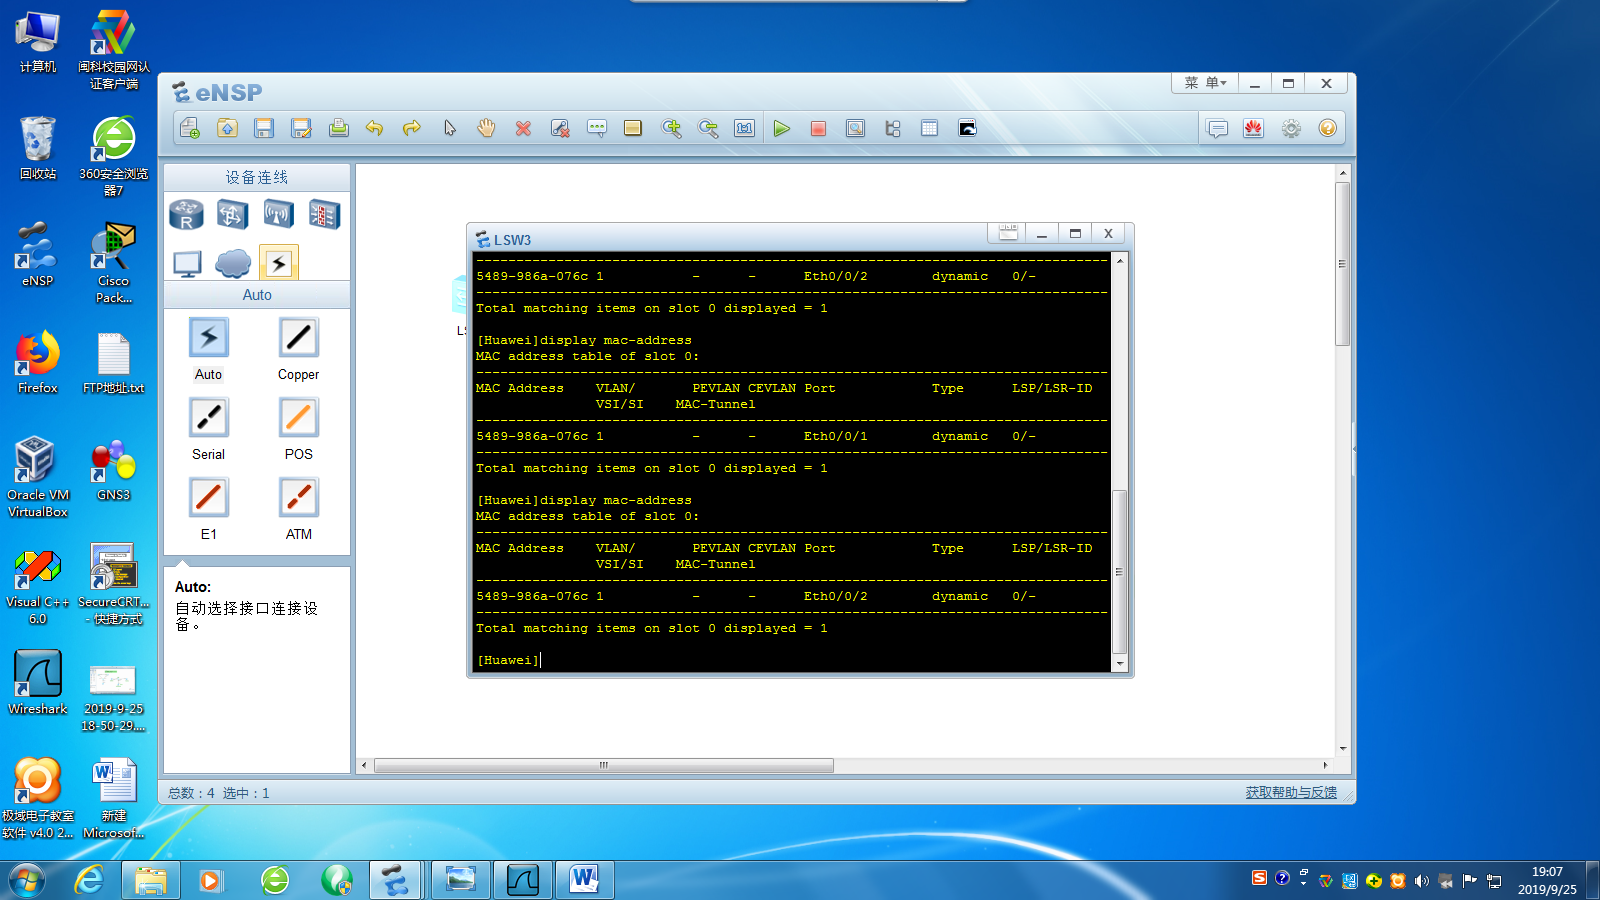 计算机
闽科校园网认
证客户端
回收站
360安全浏览
器7
eNSP
Cisco
Pack...
Firefox
FTP地址.txt
Oracle VM
VirtualBox
GNS3
Visual C++
6.0
SecureCRT...
- 快捷方式
Wireshark
2019-9-25
18-50-29....
极域电子教室
软件 v4.0 2...
新建
Microsof...
eNSP
菜 单
设备连线
Auto
Auto
Copper
Serial
POS
E1
ATM
Auto:
自动选择接口连接设
备。
总数：4 选中：1
获取帮助与反馈
LSW3
--------------------------------------------------------------------------------
5489-986a-076c 1 - - Eth0/0/2 dynamic 0/-
--------------------------------------------------------------------------------
Total matching items on slot 0 displayed = 1
[Huawei]display mac-address
MAC address table of slot 0:
--------------------------------------------------------------------------------
MAC Address VLAN/ PEVLAN CEVLAN Port Type LSP/LSR-ID
VSI/SI MAC-Tunnel
--------------------------------------------------------------------------------
5489-986a-076c 1 - - Eth0/0/1 dynamic 0/-
--------------------------------------------------------------------------------
Total matching items on slot 0 displayed = 1
[Huawei]display mac-address
MAC address table of slot 0:
--------------------------------------------------------------------------------
MAC Address VLAN/ PEVLAN CEVLAN Port Type LSP/LSR-ID
VSI/SI MAC-Tunnel
--------------------------------------------------------------------------------
5489-986a-076c 1 - - Eth0/0/2 dynamic 0/-
--------------------------------------------------------------------------------
Total matching items on slot 0 displayed = 1
[Huawei]
19:07
2019/9/25